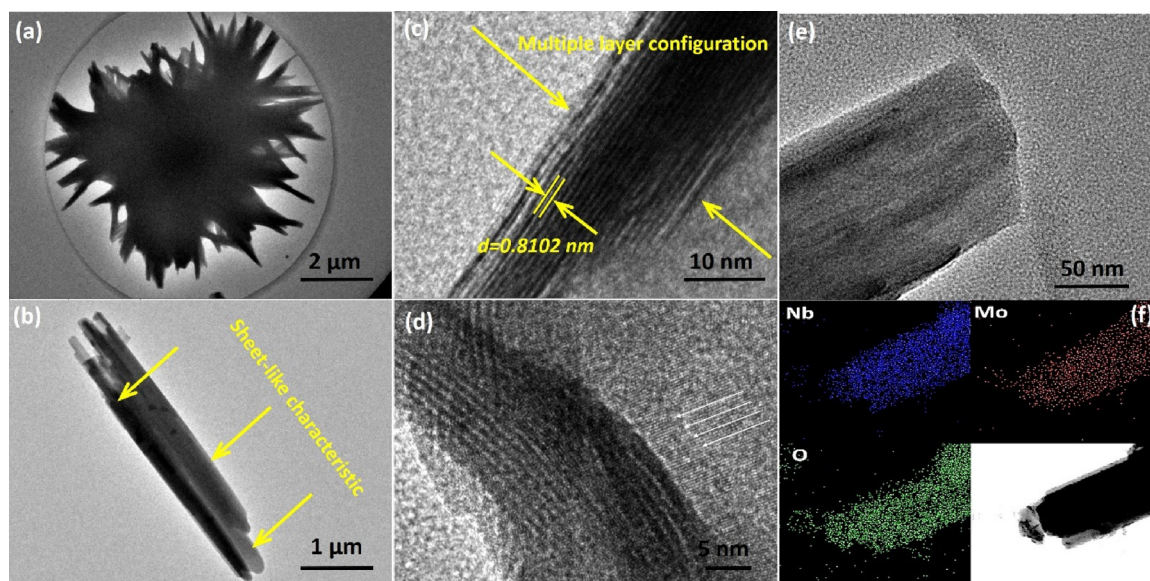 (a)
2 μm
(b)
Sheet-like characteristic
1 μm
(c)
Multiple layer configuration
d=0.8102 nm
10 nm
(d)
5 nm
(e)
50 nm
Nb
Mo
(f)
O